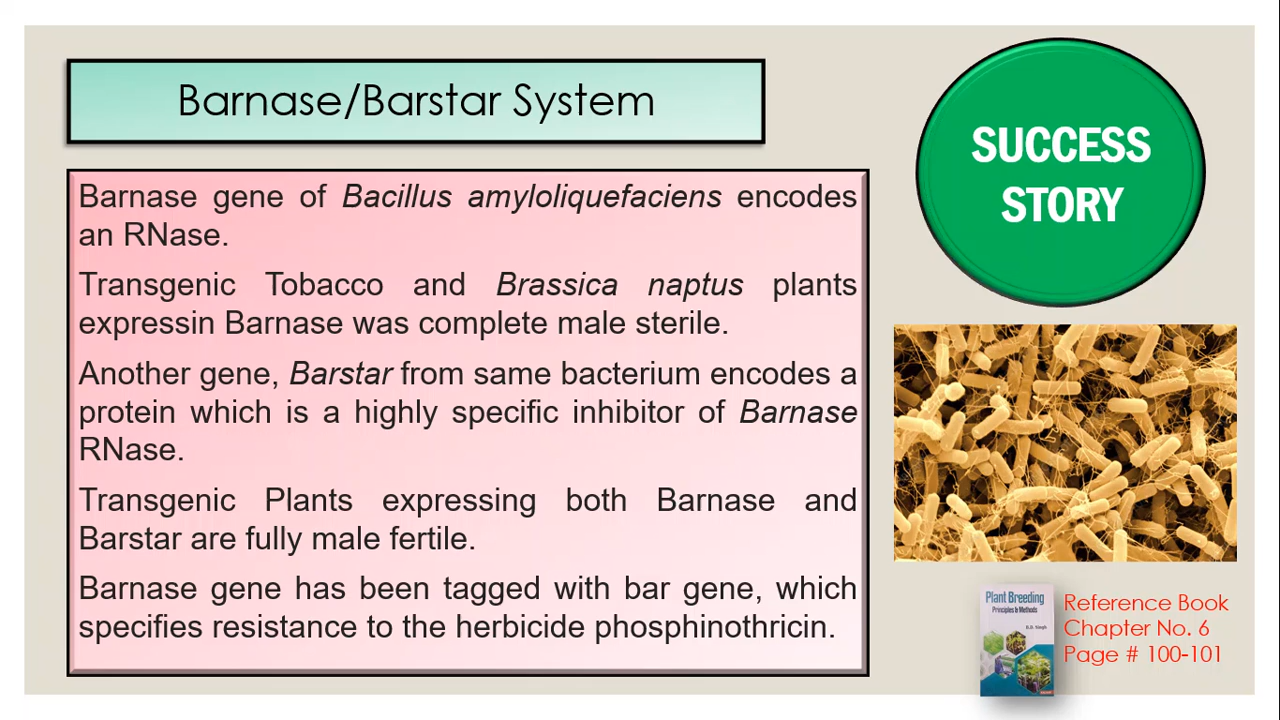 Barnase/Barstar System
SUCCESS
STORY
Barnase gene of Bacillus amyloliquefaciens encodes
an RNase.
Transgenic Tobacco and Brassica naptus plants
expressin Barnase was complete male sterile.
Another gene, Barstar from same bacterium encodes a
protein which is a highly specific inhibitor of Barnase
RNase.
Transgenic Plants expressing both Barnase and
Barstar are fully male fertile.
Barnase gene has been tagged with bar gene, which
specifies resistance to the herbicide phosphinothricin.
Plant Breeding
Principles & Methods
B.D. Singh
Reference Book
Chapter No. 6
Page # 100-101